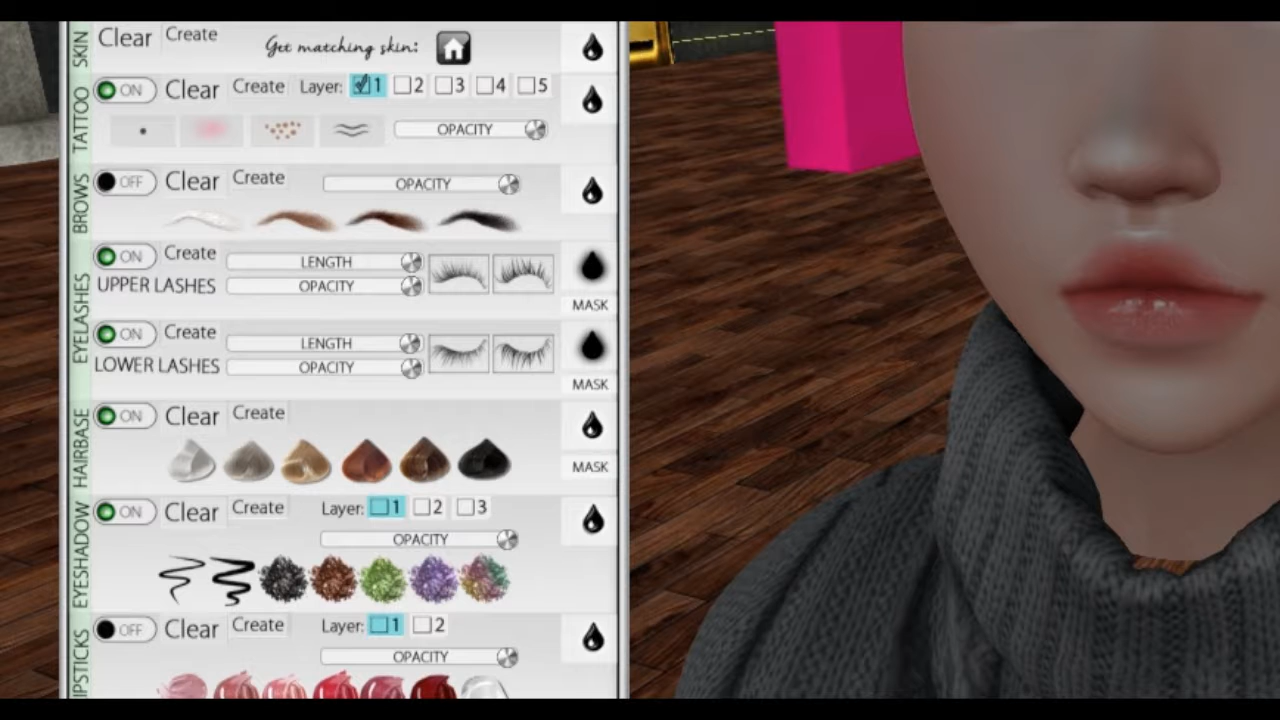 SKIN
Clear Create Get matching skin:
TATTOO
ON Clear Create Layer: 1 2 3 4 5
OPACITY
BROWS
OFF Clear Create OPACITY
EYELASHES
ON Create LENGTH
UPPER LASHES OPACITY
MASK
ON Create LENGTH
LOWER LASHES OPACITY
MASK
HAIRBASE
ON Clear Create
MASK
EYESHADOW
ON Clear Create Layer: 1 2 3
OPACITY
IPSTICKS
OFF Clear Create Layer: 1 2
OPACITY